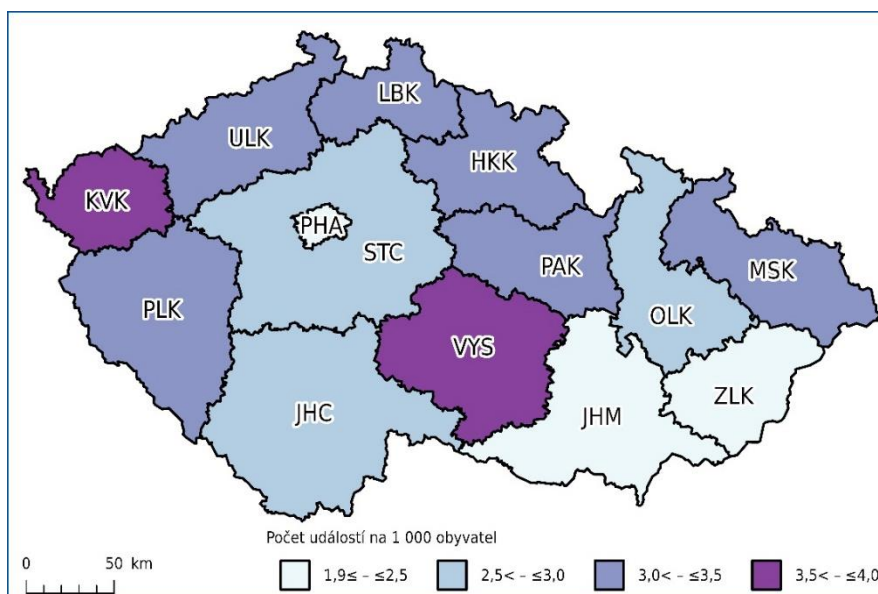 LBK
ULK
HKK
KVK
PHA
STC
PAK
MSK
PLK
OLK
VYS
ZLK
JHC
JHM
Počet událostí na 1 000 obyvatel
0 50 km
1,9≤ – ≤2,5 2,5< – ≤3,0 3,0< – ≤3,5 3,5< – ≤4,0